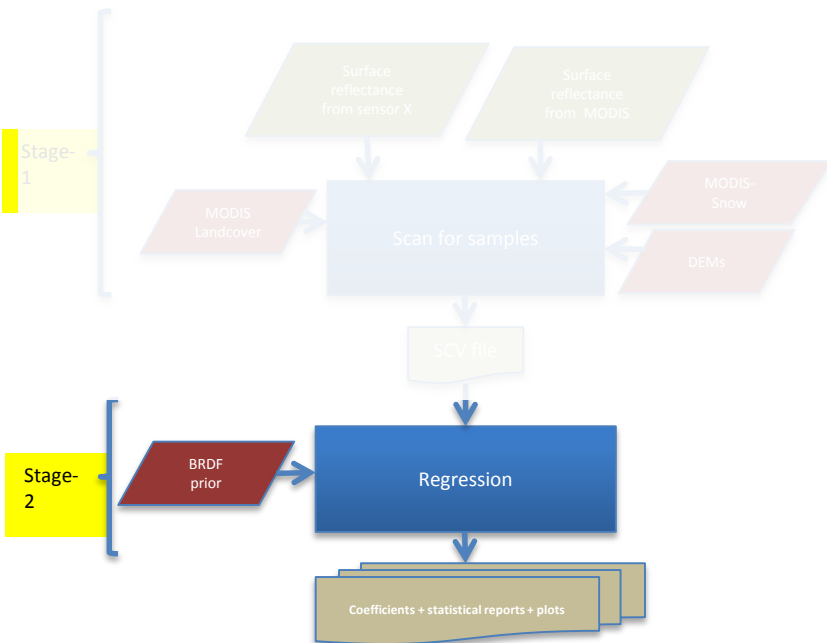 Surface
reflectance
from sensor X
Surface
reflectance
from MODIS
Stage-
1
MODIS
Landcover
Scan for samples
MODIS-
Snow
DEMs
SCV file
Stage-
2
BRDF
prior
Regression
Coefficients + statistical reports + plots